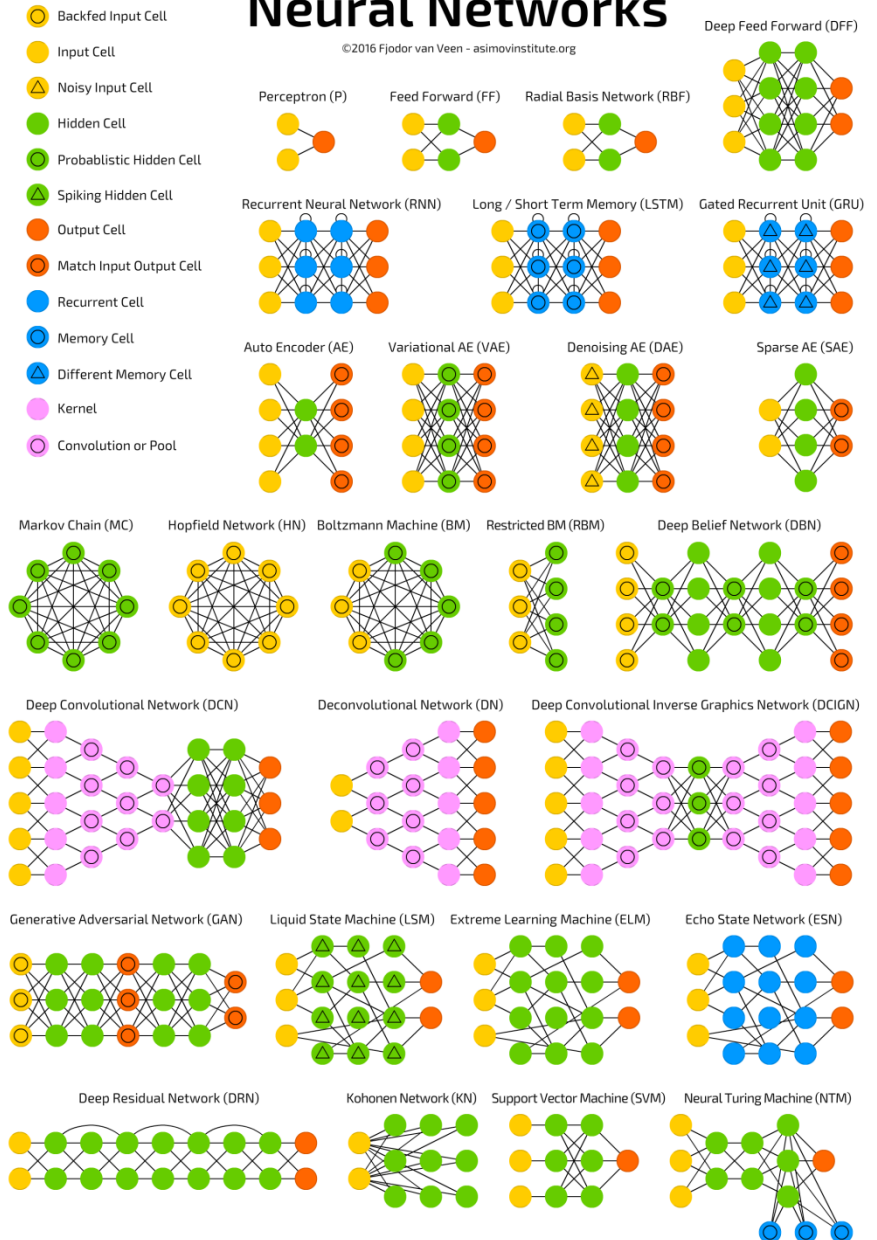 Neural Networks
©2016 Fjodor van Veen - asimovinstitute.org
Backfed Input Cell
Input Cell
Noisy Input Cell
Hidden Cell
Probablistic Hidden Cell
Spiking Hidden Cell
Output Cell
Match Input Output Cell
Recurrent Cell
Memory Cell
Different Memory Cell
Kernel
Convolution or Pool
Deep Feed Forward (DFF)
Perceptron (P)
Feed Forward (FF)
Radial Basis Network (RBF)
Recurrent Neural Network (RNN)
Long / Short Term Memory (LSTM)
Gated Recurrent Unit (GRU)
Auto Encoder (AE)
Variational AE (VAE)
Denoising AE (DAE)
Sparse AE (SAE)
Markov Chain (MC)
Hopfield Network (HN)
Boltzmann Machine (BM)
Restricted BM (RBM)
Deep Belief Network (DBN)
Deep Convolutional Network (DCN)
Deconvolutional Network (DN)
Deep Convolutional Inverse Graphics Network (DCIGN)
Generative Adversarial Network (GAN)
Liquid State Machine (LSM)
Extreme Learning Machine (ELM)
Echo State Network (ESN)
Deep Residual Network (DRN)
Kohonen Network (KN)
Support Vector Machine (SVM)
Neural Turing Machine (NTM)